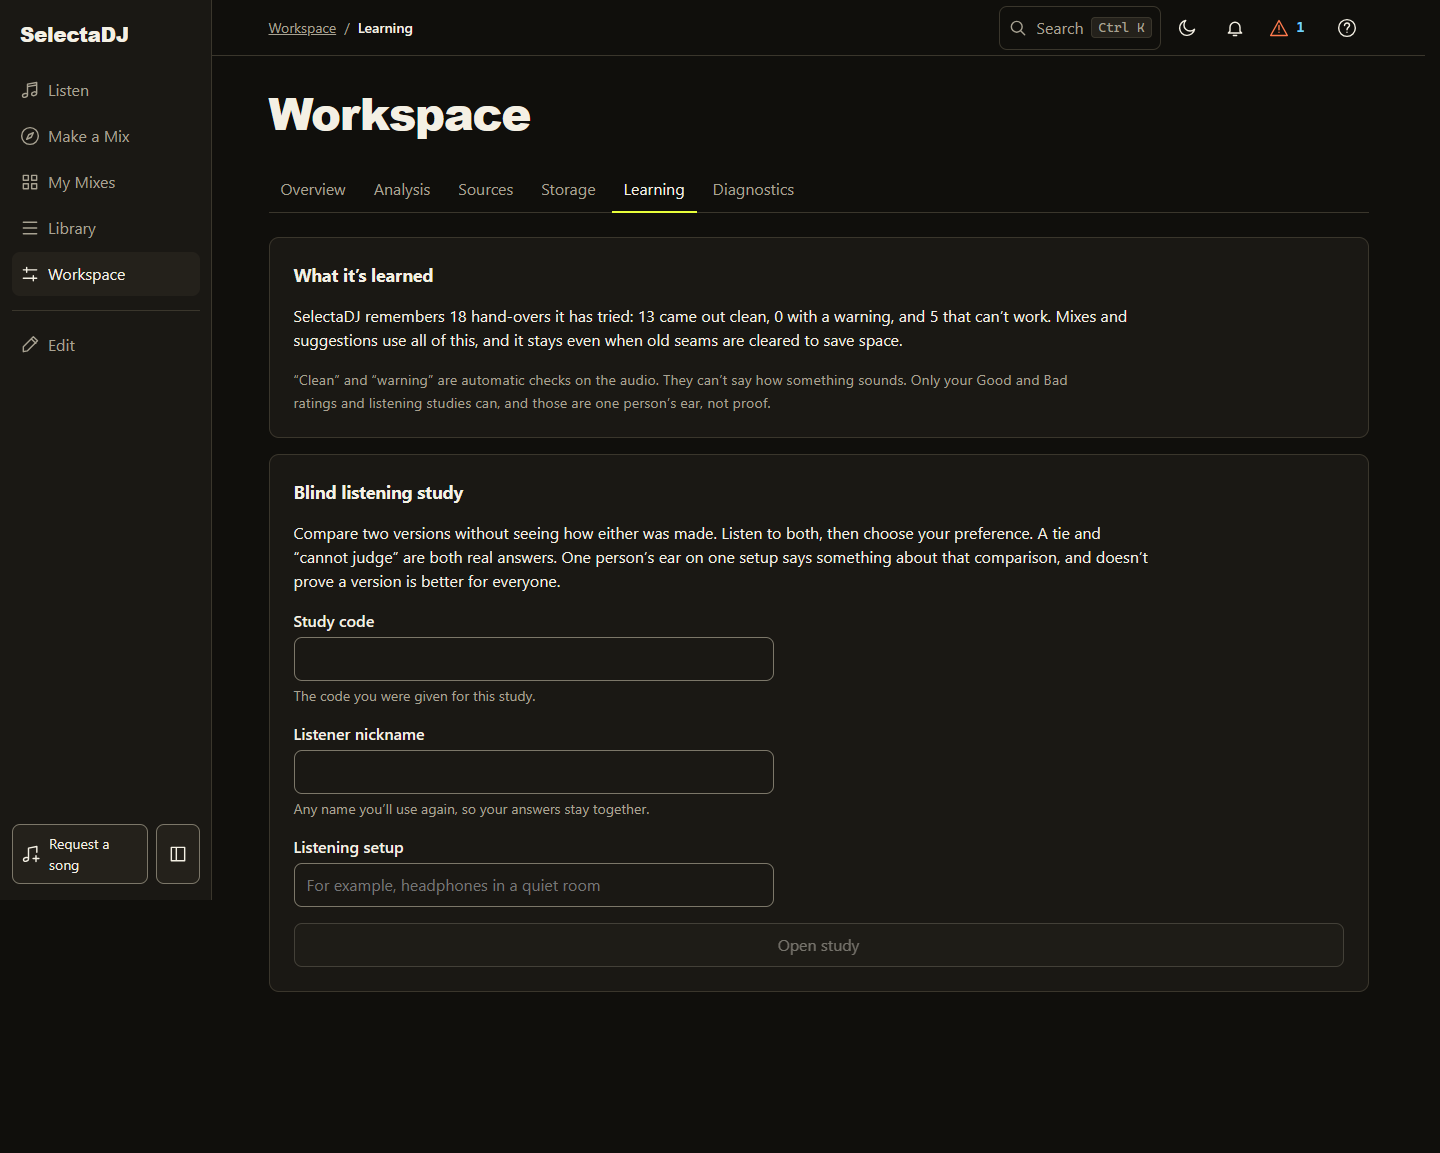 SelectaDJ
Listen
Make a Mix
My Mixes
Library
Workspace
Edit
Request a
song
Workspace / Learning
Search Ctrl K
1
Workspace
Overview Analysis Sources Storage Learning Diagnostics
What it’s learned
SelectaDJ remembers 18 hand-overs it has tried: 13 came out clean, 0 with a warning, and 5 that can’t work. Mixes and
suggestions use all of this, and it stays even when old seams are cleared to save space.
“Clean” and “warning” are automatic checks on the audio. They can’t say how something sounds. Only your Good and Bad
ratings and listening studies can, and those are one person’s ear, not proof.
Blind listening study
Compare two versions without seeing how either was made. Listen to both, then choose your preference. A tie and
“cannot judge” are both real answers. One person’s ear on one setup says something about that comparison, and doesn’t
prove a version is better for everyone.
Study code
The code you were given for this study.
Listener nickname
Any name you’ll use again, so your answers stay together.
Listening setup
For example, headphones in a quiet room
Open study